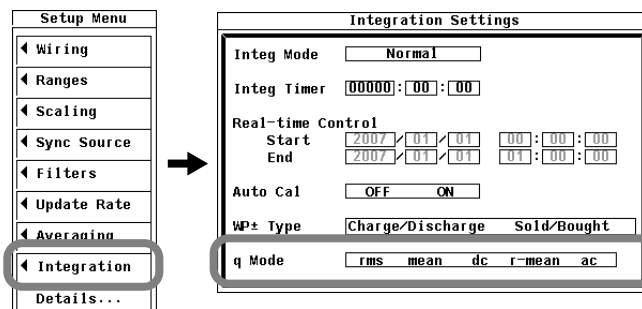 Setup Menu
Wiring
Ranges
Scaling
Sync Source
Filters
Update Rate
Averaging
Integration
Details...
Integration Settings
Integ Mode Normal
Integ Timer 00000 : 00 : 00
Real-time Control
Start 2007 / 01 / 01 00 : 00 : 00
End 2007 / 01 / 01 01 : 00 : 00
Auto Cal OFF ON
WP± Type Charge/Discharge Sold/Bought
q Mode rms mean dc r-mean ac